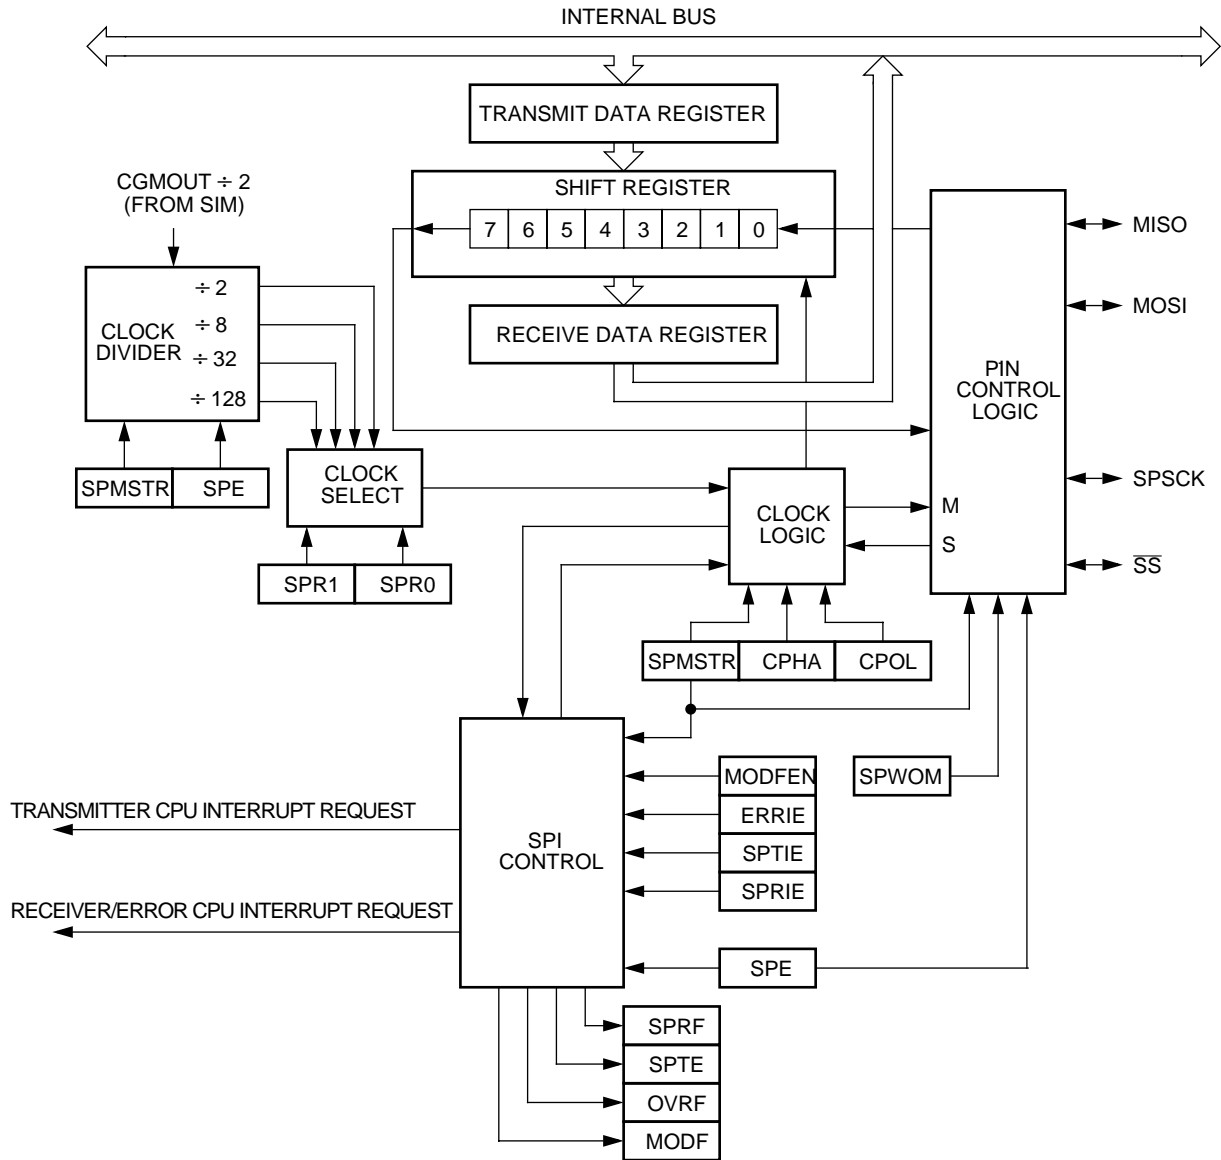 INTERNAL BUS
TRANSMIT DATA REGISTER
CGMOUT ÷ 2
(FROM SIM)
SHIFT REGISTER
7 6 5 4 3 2 1 0
MISO
÷ 2
÷ 8
CLOCK
DIVIDER
÷ 32
÷ 128
RECEIVE DATA REGISTER
MOSI
P1N
CONTROL
LOGIC
SPMSTR SPE
CLOCK
SELECT
SPSCK
M
CLOCK
LOGIC
S
SS
SPR1 SPR0
SPMSTR CPHA CPOL
MODFEN
SPWOM
TRANSMITTER CPU INTERRUPT REQUEST
ERRIE
SPI
CONTROL
SPTIE
SPRIE
RECEIVER/ERROR CPU INTERRUPT REQUEST
SPE
SPRF
SPTE
OVRF
MODF